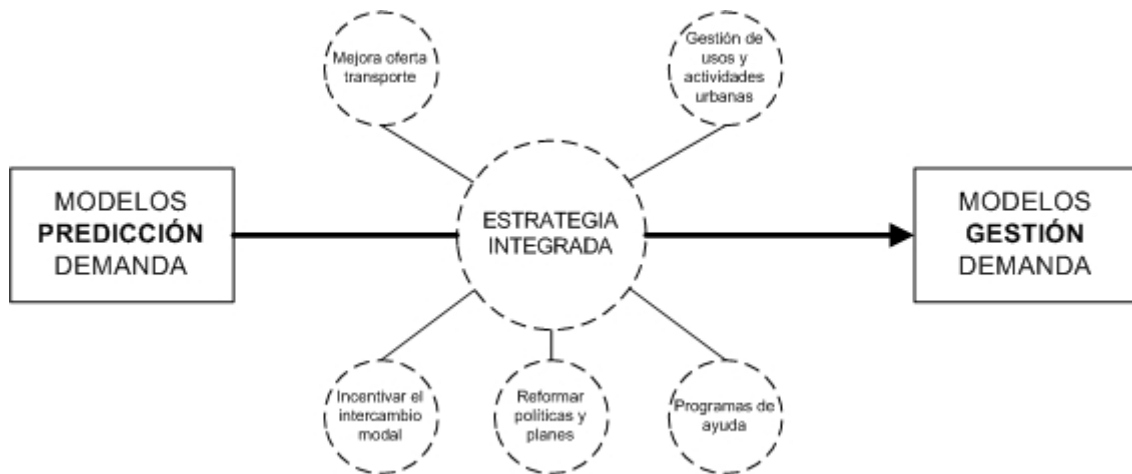 Mejora oferta
transporte
Gestión de
usos y
actividades
urbanas
MODELOS
PREDICCIÓN
DEMANDA
ESTRATEGIA
INTEGRADA
MODELOS
GESTIÓN
DEMANDA
Incentivar el
intercambio
modal
Reformar
políticas y
planes
Programas de
ayuda